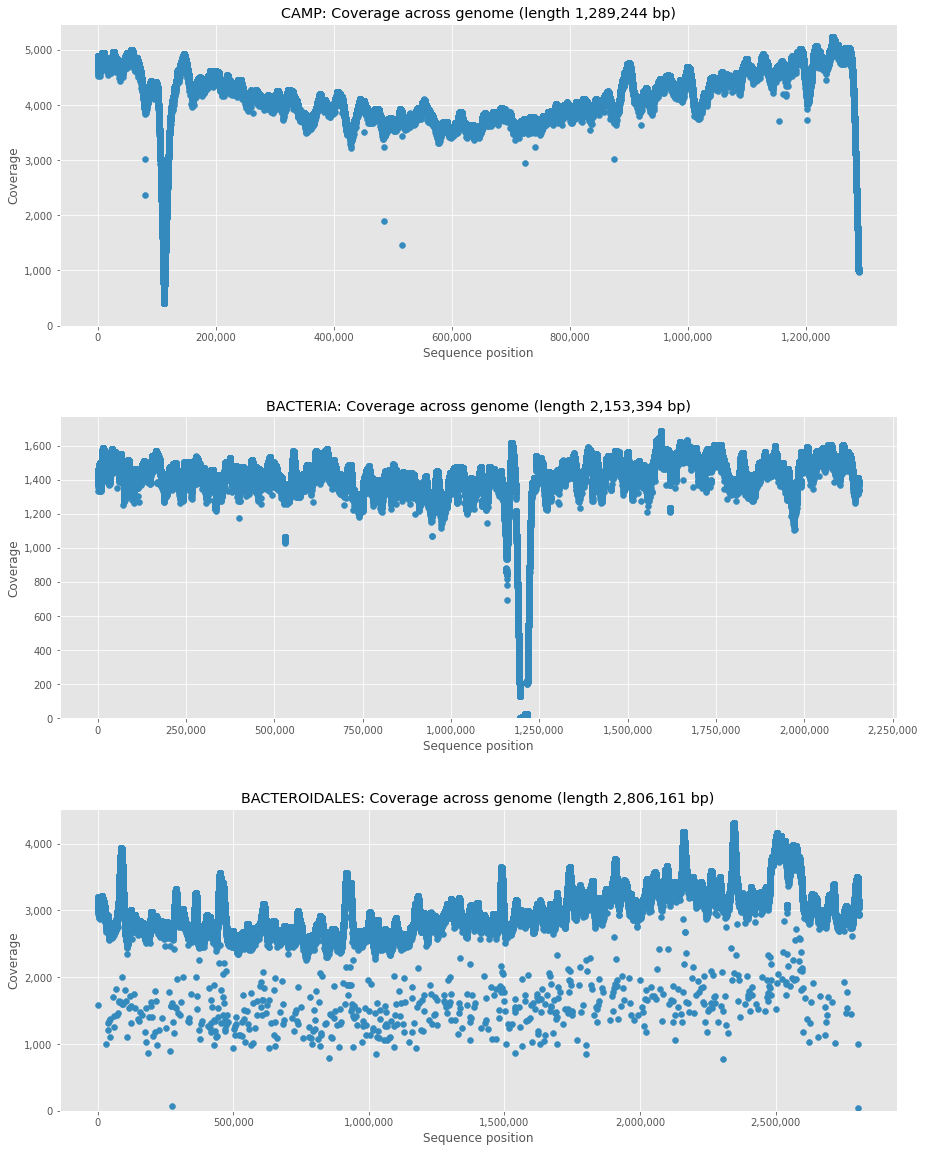 CAMP: Coverage across genome (length 1,289,244 bp)
5,000
4,000
3,000
2,000
1,000
0
Coverage
0 200,000 400,000 600,000 800,000 1,000,000 1,200,000
Sequence position
BACTERIA: Coverage across genome (length 2,153,394 bp)
1,600
1,400
1,200
1,000
800
600
400
200
0
Coverage
0 250,000 500,000 750,000 1,000,000 1,250,000 1,500,000 1,750,000 2,000,000 2,250,000
Sequence position
BACTEROIDALES: Coverage across genome (length 2,806,161 bp)
4,000
3,000
2,000
1,000
0
Coverage
0 500,000 1,000,000 1,500,000 2,000,000 2,500,000
Sequence position